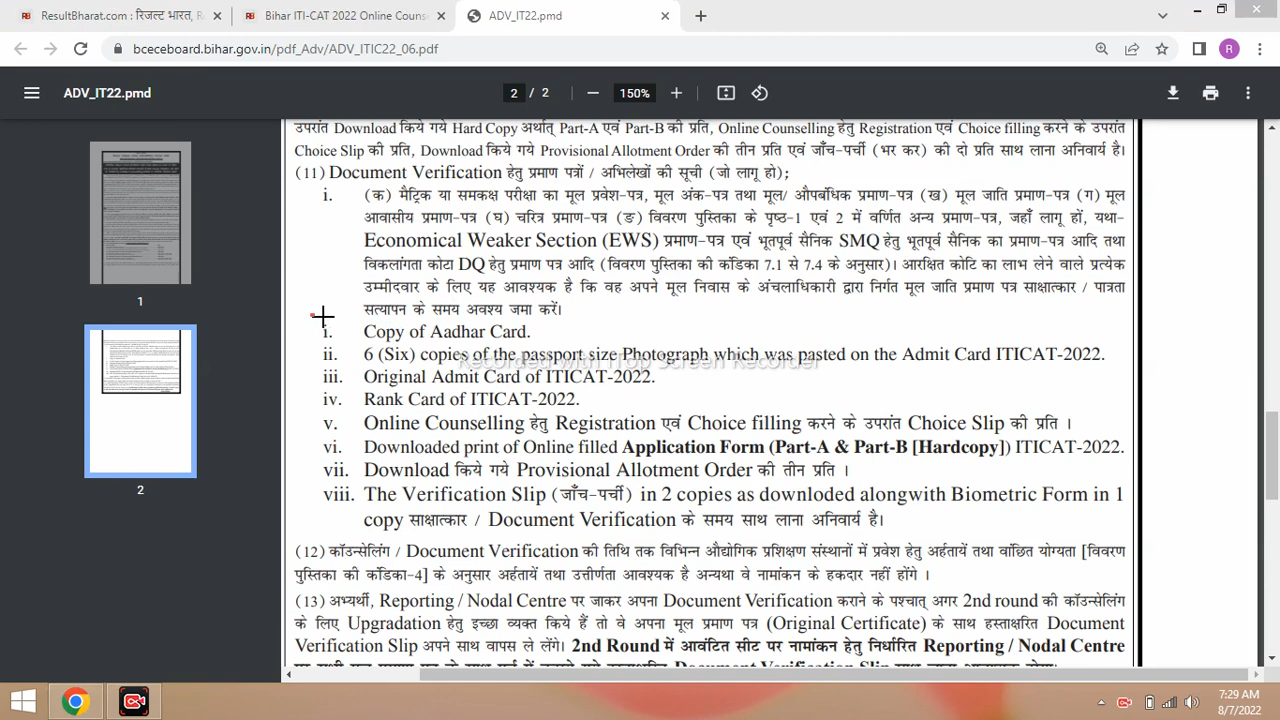 ResultBharat.com : रिजल्ट भारत, R
Bihar ITI-CAT 2022 Online Couns
ADV_IT22.pmd
bceceboard.bihar.gov.in/pdf_Adv/ADV_ITIC22_06.pdf
R
ADV_IT22.pmd
2 / 2
150%
उपरांत Download किये गये Hard Copy अर्थात् Part-A एवं Part-B की प्रति, Online Counselling हेतु Registration एवं Choice filling करने के उपरांत
Choice Slip की प्रति, Download किये गये Provisional Allotment Order की तीन प्रति एवं जाँच-पर्ची (भर कर) की दो प्रति साथ लाना अनिवार्य है।
(11) Document Verification हेतु प्रमाण पत्रों / अभिलेखों की सूची (जो लागू हो);
i. (क) मैट्रिक या समकक्ष परीक्षा का मूल प्रवेश-पत्र, मूल अंक-पत्र तथा मूल/ औपबंधिक प्रमाण-पत्र (ख) मूल जाति प्रमाण-पत्र (ग) मूल
आवासीय प्रमाण-पत्र (घ) चरित्र प्रमाण-पत्र (ङ) विवरण पुस्तिका के पृष्ठ-1 एवं 2 में वर्णित अन्य प्रमाण-पत्र, जहाँ लागू हों, यथा-
Economical Weaker Section (EWS) प्रमाण-पत्र एवं भूतपूर्व सैनिक SMQ हेतु भूतपूर्व सैनिक का प्रमाण-पत्र आदि तथा
विकलांगता कोटा DQ हेतु प्रमाण पत्र आदि (विवरण पुस्तिका की कंडिका 7.1 से 7.4 के अनुसार)। आरक्षित कोटि का लाभ लेने वाले प्रत्येक
उम्मीदवार के लिए यह आवश्यक है कि वह अपने मूल निवास के अंचलाधिकारी द्वारा निर्गत मूल जाति प्रमाण पत्र साक्षात्कार / पात्रता
सत्यापन के समय अवश्य जमा करें।
i. Copy of Aadhar Card.
ii. 6 (Six) copies of the passport size Photograph which was pasted on the Admit Card ITICAT-2022.
Recorded with iTop Screen Recorder
iii. Original Admit Card of ITICAT-2022.
iv. Rank Card of ITICAT-2022.
v. Online Counselling हेतु Registration एवं Choice filling करने के उपरांत Choice Slip की प्रति ।
vi. Downloaded print of Online filled Application Form (Part-A & Part-B [Hardcopy]) ITICAT-2022.
vii. Download किये गये Provisional Allotment Order की तीन प्रति ।
viii. The Verification Slip (जाँच-पर्ची) in 2 copies as downloded alongwith Biometric Form in 1
copy साक्षात्कार / Document Verification के समय साथ लाना अनिवार्य है।
(12) कॉउन्सेलिंग / Document Verification की तिथि तक विभिन्न औद्योगिक प्रशिक्षण संस्थानों में प्रवेश हेतु अर्हतायें तथा वांछित योग्यता [विवरण
पुस्तिका की कंडिका-4] के अनुसार अर्हतायें तथा उत्तीर्णता आवश्यक है अन्यथा वे नामांकन के हकदार नहीं होंगे ।
(13) अभ्यर्थी, Reporting / Nodal Centre पर जाकर अपना Document Verification कराने के पश्चात् अगर 2nd round की कॉउन्सेलिंग
के लिए Upgradation हेतु इच्छा व्यक्त किये हैं तो वे अपना मूल प्रमाण पत्र (Original Certificate) के साथ हस्ताक्षरित Document
Verification Slip अपने साथ वापस ले लेंगे। 2nd Round में आवंटित सीट पर नामांकन हेतु निर्धारित Reporting / Nodal Centre
1
2
7:29 AM
8/7/2022